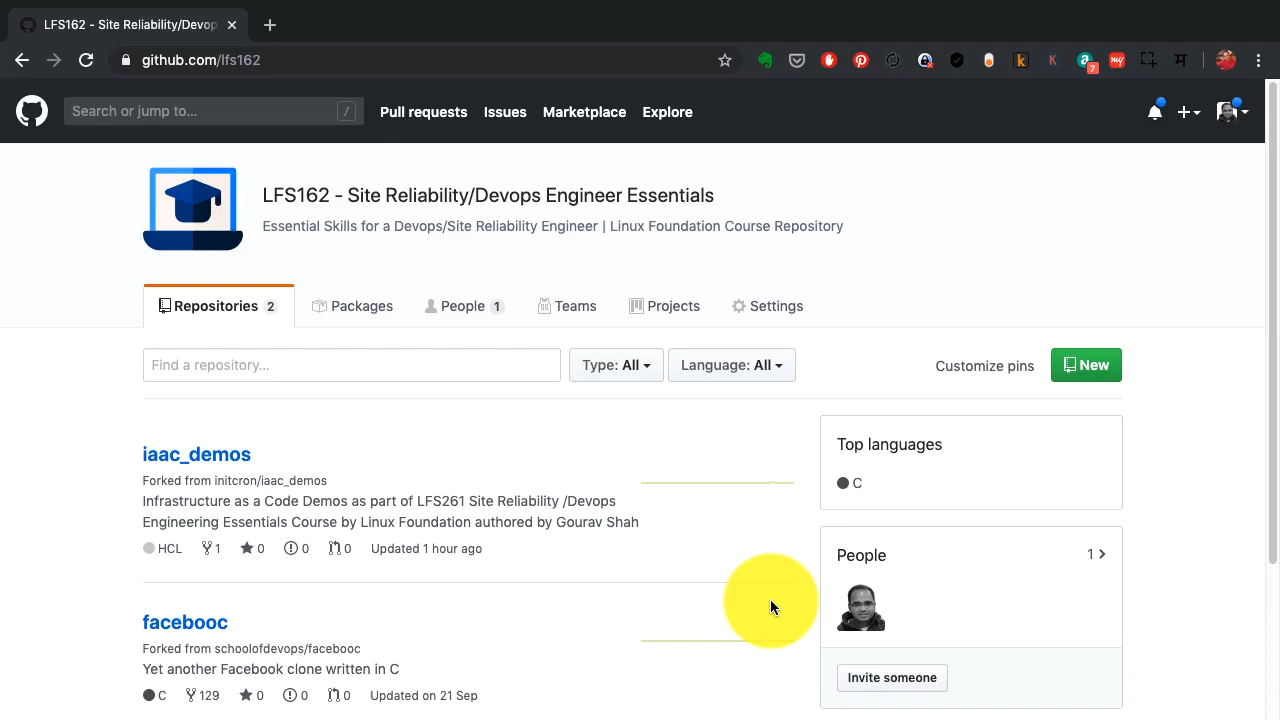 LFS162 - Site Reliability/Devop
github.com/lfs162
k
K
a
7
my
म
Search or jump to...
/
Pull requests
Issues
Marketplace
Explore
LFS162 - Site Reliability/Devops Engineer Essentials
Essential Skills for a Devops/Site Reliability Engineer | Linux Foundation Course Repository
Repositories 2
Packages
People 1
Teams
Projects
Settings
Find a repository...
Type: All
Language: All
Customize pins
New
iaac_demos
Forked from initcron/iaac_demos
Infrastructure as a Code Demos as part of LFS261 Site Reliability /Devops
Engineering Essentials Course by Linux Foundation authored by Gourav Shah
HCL 1 0 0 0 Updated 1 hour ago
facebooc
Forked from schoolofdevops/facebooc
Yet another Facebook clone written in C
C 129 0 0 0 Updated on 21 Sep
Top languages
C
People 1
Invite someone